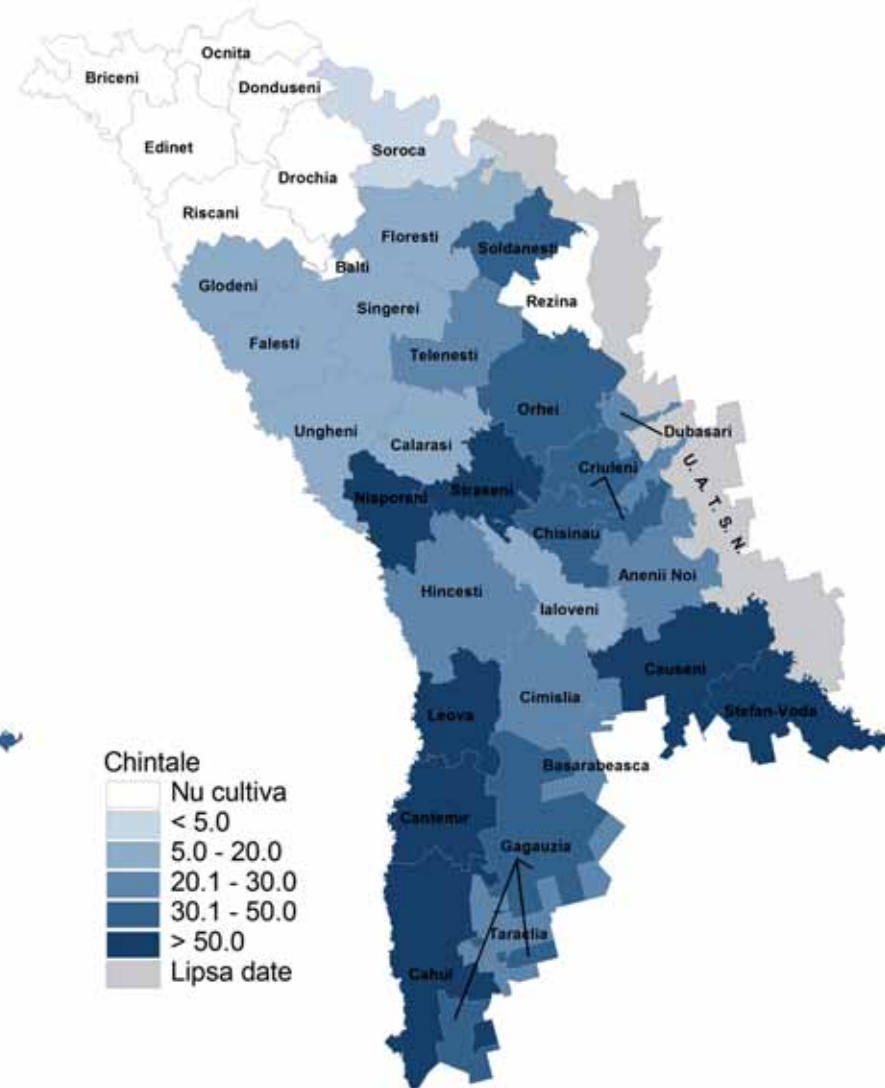 Ocnita
Briceni
Donduseni
Edinet
Soroca
Drochia
Riscani
Floresti
Soldanesti
Balti
Glodeni
Rezina
Singerei
Falesti
Telenesti
Orhei
Ungheni
Dubasari
Calarasi
Criuleni
U. A. T. S. N.
Nisporeni
Straseni
Chisinau
Anenii Noi
Hincesti
Ialoveni
Causeni
Cimislia
Leova
Stefan-Voda
Basarabeasca
Cantemir
Gagauzia
Taraclia
Cahul
Chintale
Nu cultiva
< 5.0
5.0 - 20.0
20.1 - 30.0
30.1 - 50.0
> 50.0
Lipsa date